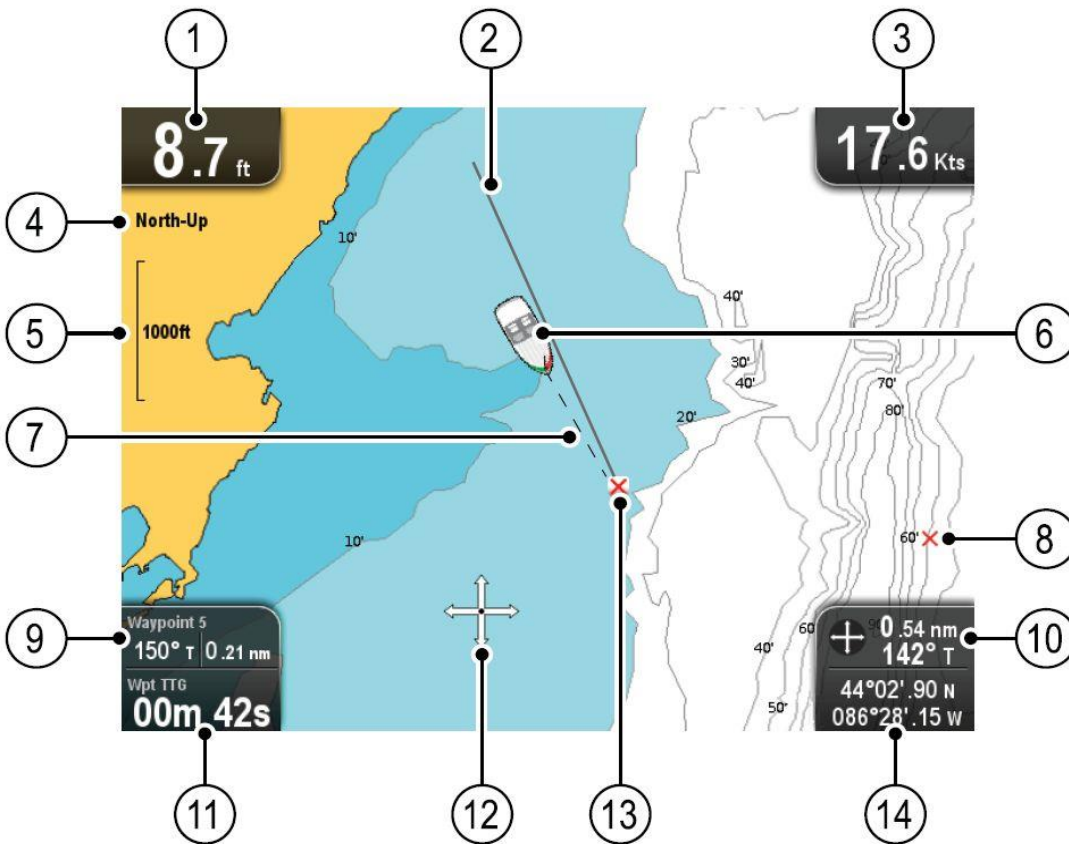 1
2
3
8.7 ft
17.6 Kts
4
North-Up
10'
5
1000ft
6
40'
30'
40'
70'
80'
20'
7
10'
60'
8
9
Waypoint 5
150° T
0.21 nm
Wpt TTG
00m 42s
60'
40'
50'
0.54 nm
142° T
44°02'.90 N
086°28'.15 W
10
11
12
13
14